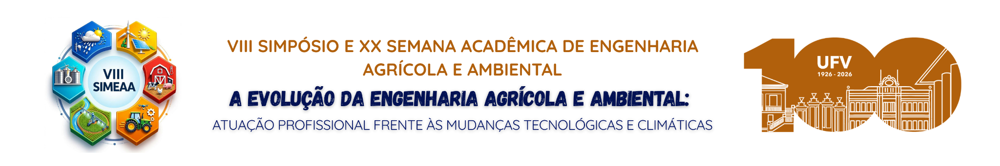 VIII
SIMEAA
VIII SIMPÓSIO E XX SEMANA ACADÊMICA DE ENGENHARIA
AGRÍCOLA E AMBIENTAL
A EVOLUÇÃO DA ENGENHARIA AGRÍCOLA E AMBIENTAL:
ATUAÇÃO PROFISSIONAL FRENTE ÀS MUDANÇAS TECNOLÓGICAS E CLIMÁTICAS
100
UFV
1926 - 2026